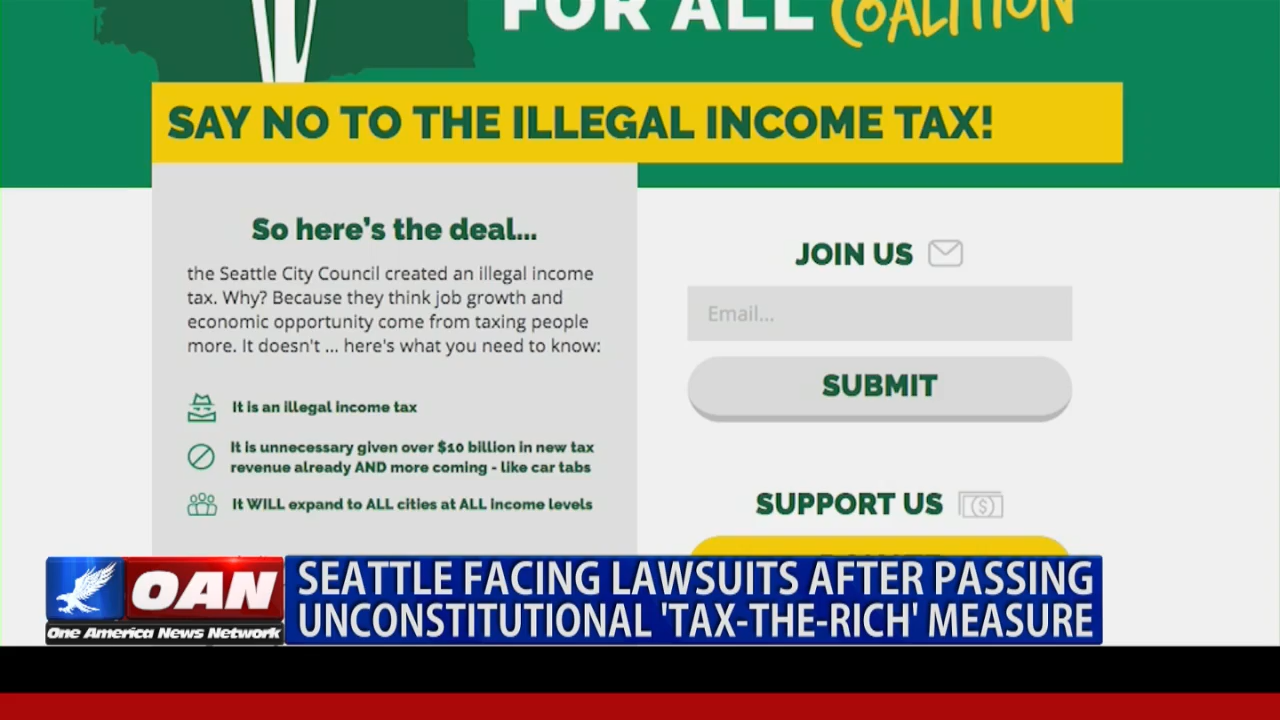 FOR ALL COALITION
SAY NO TO THE ILLEGAL INCOME TAX!
So here's the deal...
the Seattle City Council created an illegal income
tax. Why? Because they think job growth and
economic opportunity come from taxing people
more. It doesn't ... here's what you need to know:
It is an illegal income tax
It is unnecessary given over $10 billion in new tax
revenue already AND more coming - like car tabs
It WILL expand to ALL cities at ALL income levels
JOIN US
Email...
SUBMIT
SUPPORT US
OAN
One America News Network
SEATTLE FACING LAWSUITS AFTER PASSING
UNCONSTITUTIONAL 'TAX-THE-RICH' MEASURE